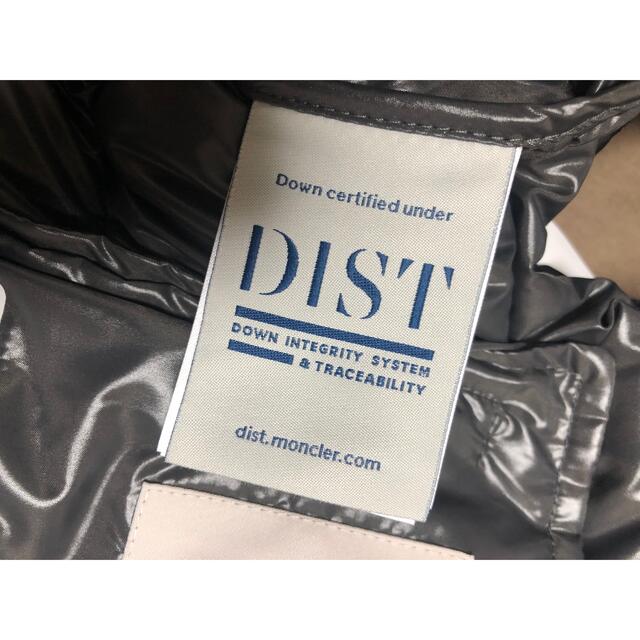 Down certified under
DIST
DOWN INTEGRITY SYSTEM
& TRACEABILITY
dist.moncler.com